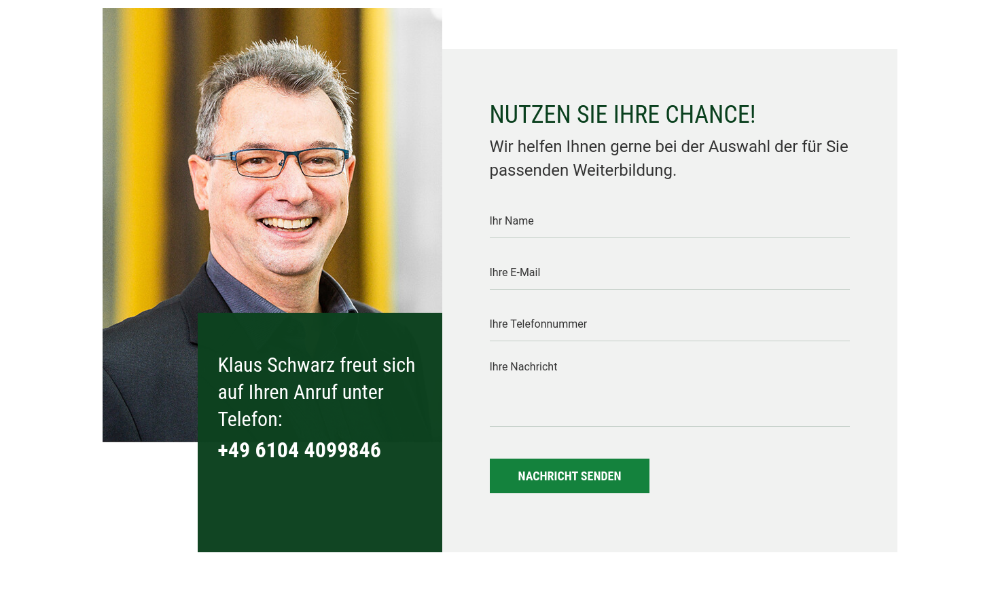 NUTZEN SIE IHRE CHANCE!
Wir helfen Ihnen gerne bei der Auswahl der für Sie
passenden Weiterbildung.
Ihr Name
Ihre E-Mail
Ihre Telefonnummer
Ihre Nachricht
NACHRICHT SENDEN
Klaus Schwarz freut sich
auf Ihren Anruf unter
Telefon:
+49 6104 4099846